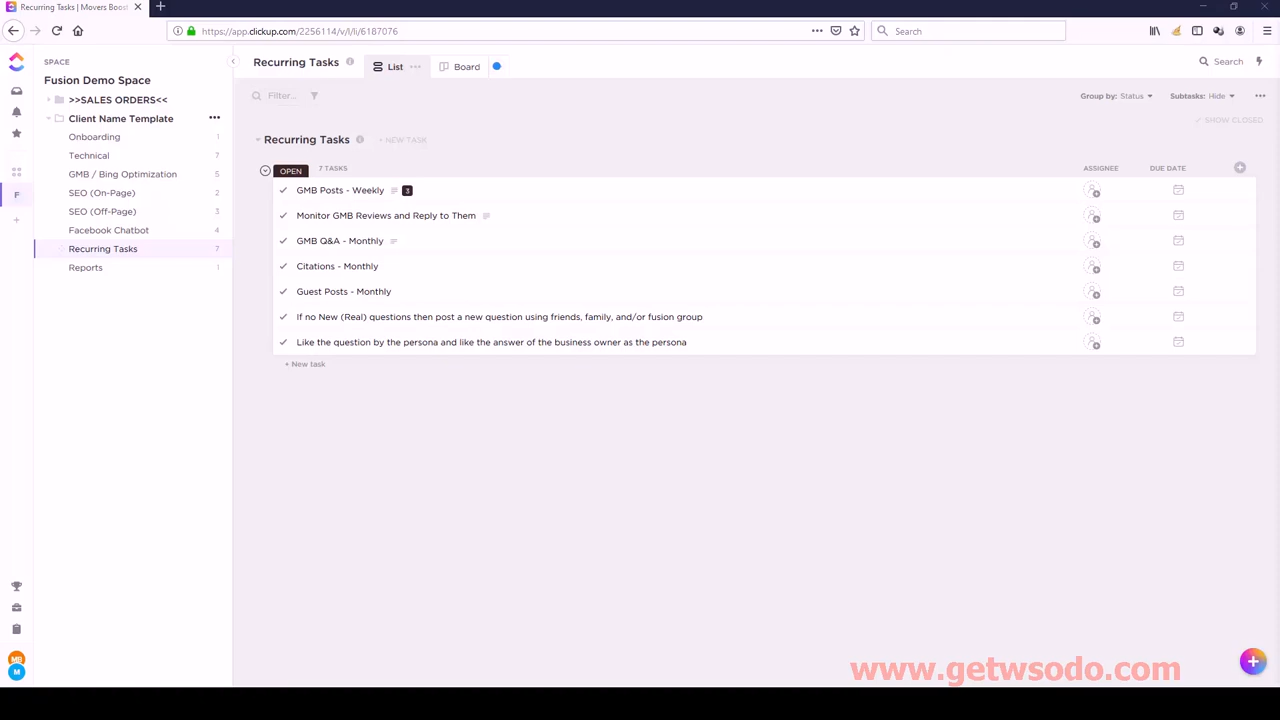 Recurring Tasks | Movers Boost
https://app.clickup.com/2256114/v/l/li/6187076
Search
SPACE
Fusion Demo Space
>>SALES ORDERS<<
Client Name Template
Onboarding 1
Technical 7
GMB / Bing Optimization 5
SEO (On-Page) 2
SEO (Off-Page) 3
Facebook Chatbot 4
Recurring Tasks 7
Reports 1
F
MB
M
Recurring Tasks
List
Board
Search
Filter...
Group by: Status
Subtasks: Hide
SHOW CLOSED
Recurring Tasks
+ NEW TASK
OPEN 7 TASKS ASSIGNEE DUE DATE
GMB Posts - Weekly 3
Monitor GMB Reviews and Reply to Them
GMB Q&A - Monthly
Citations - Monthly
Guest Posts - Monthly
If no New (Real) questions then post a new question using friends, family, and/or fusion group
Like the question by the persona and like the answer of the business owner as the persona
+ New task
www.getwsodo.com